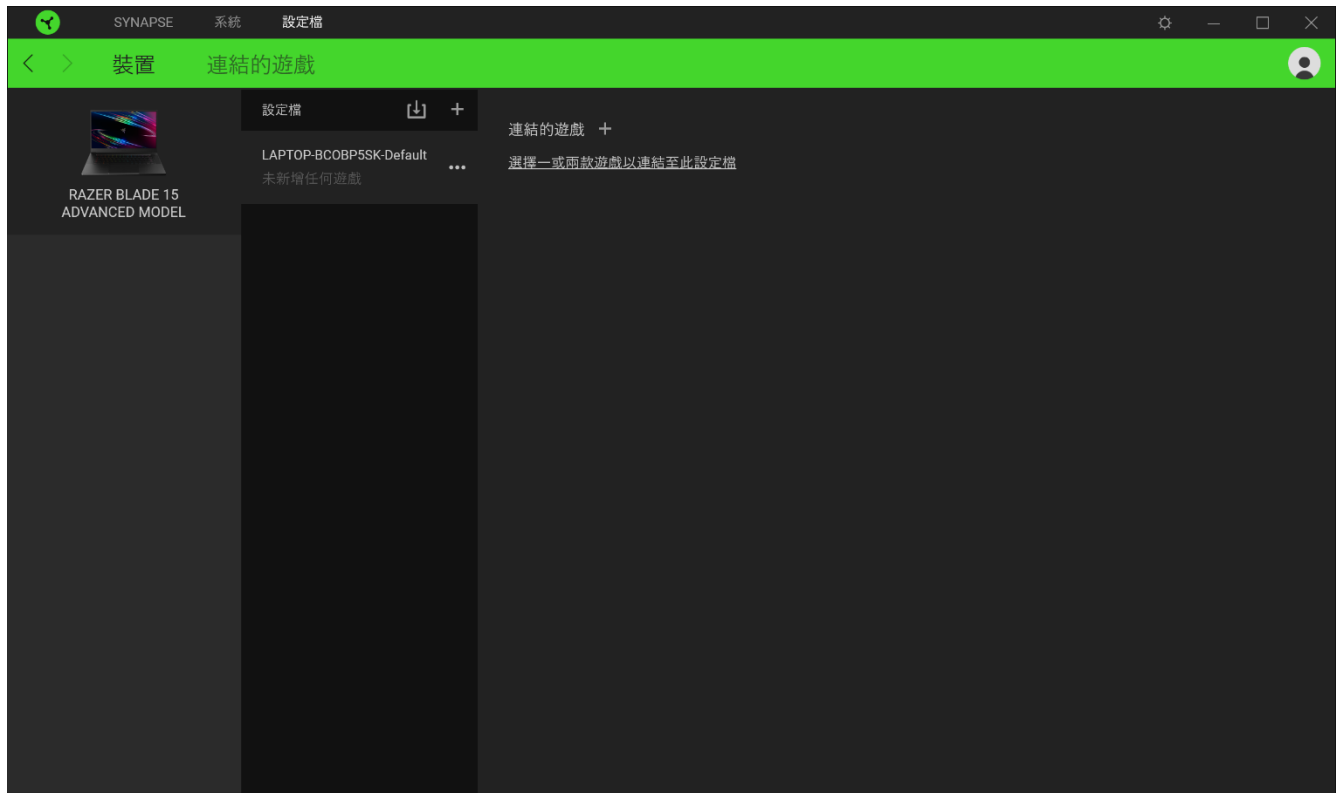 SYNAPSE 系統 設定檔
裝置 連結的遊戲
RAZER BLADE 15
ADVANCED MODEL
設定檔
LAPTOP-BCOBP5SK-Default
未新增任何遊戲
連結的遊戲
選擇一或兩款遊戲以連結至此設定檔